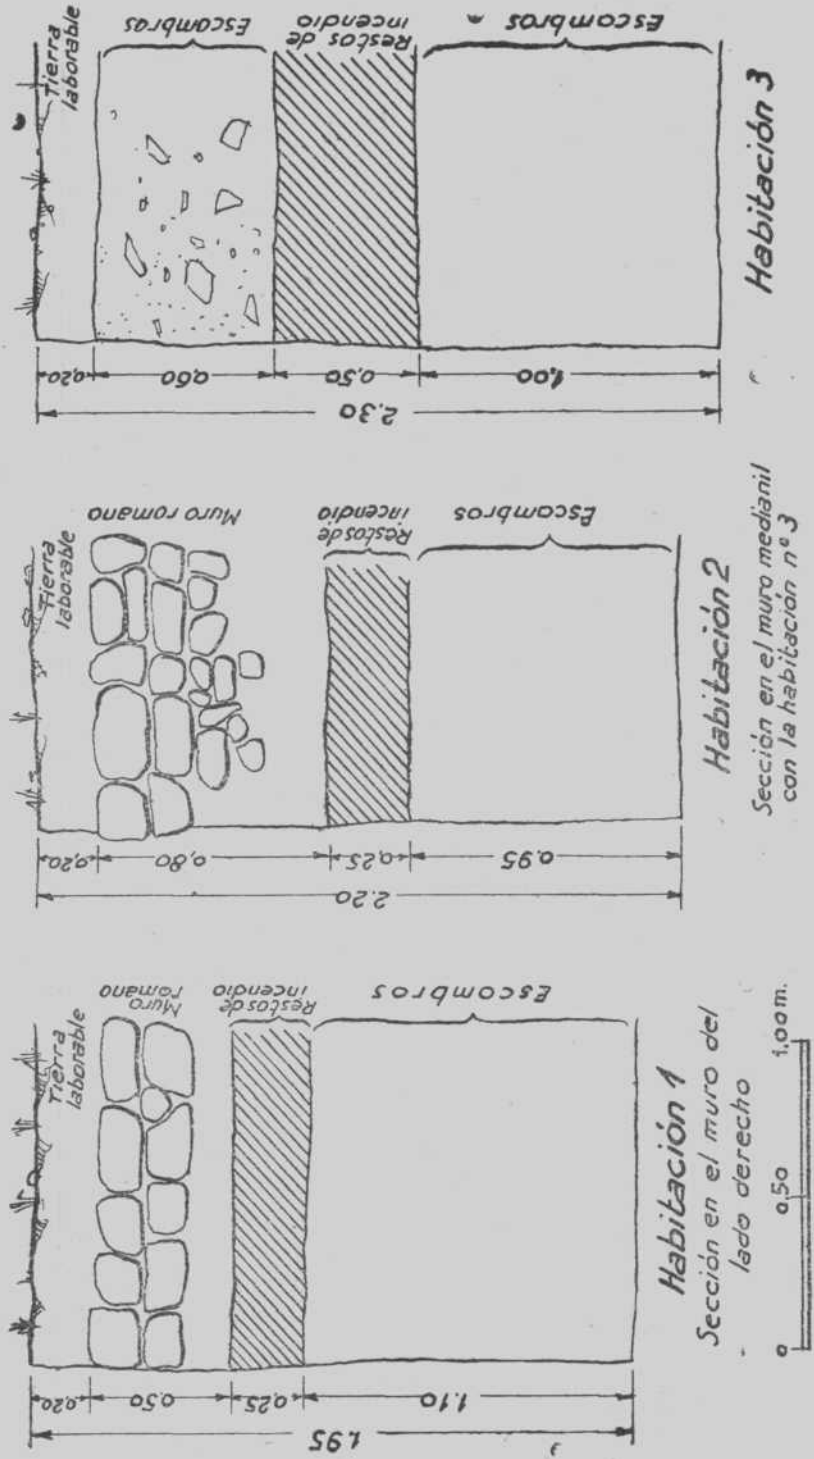 Tierra
laborable
Muro
romano
Restos de
incendio
Escombros
0,20
0,50
0,25
1.10
1.95
Habitación 1
Sección en el muro del
lado derecho
0 0.50 1.00 m.
Tierra
laborable
Muro romano
Restos de
incendio
Escombros
0,20
0,80
0,25
0.95
2.20
Habitación 2
Sección en el muro medianil
con la habitación nº 3
Tierra
laborable
Escombros
Restos de
incendio
Escombros
0,20
0,60
0,50
1,00
2.30
Habitación 3